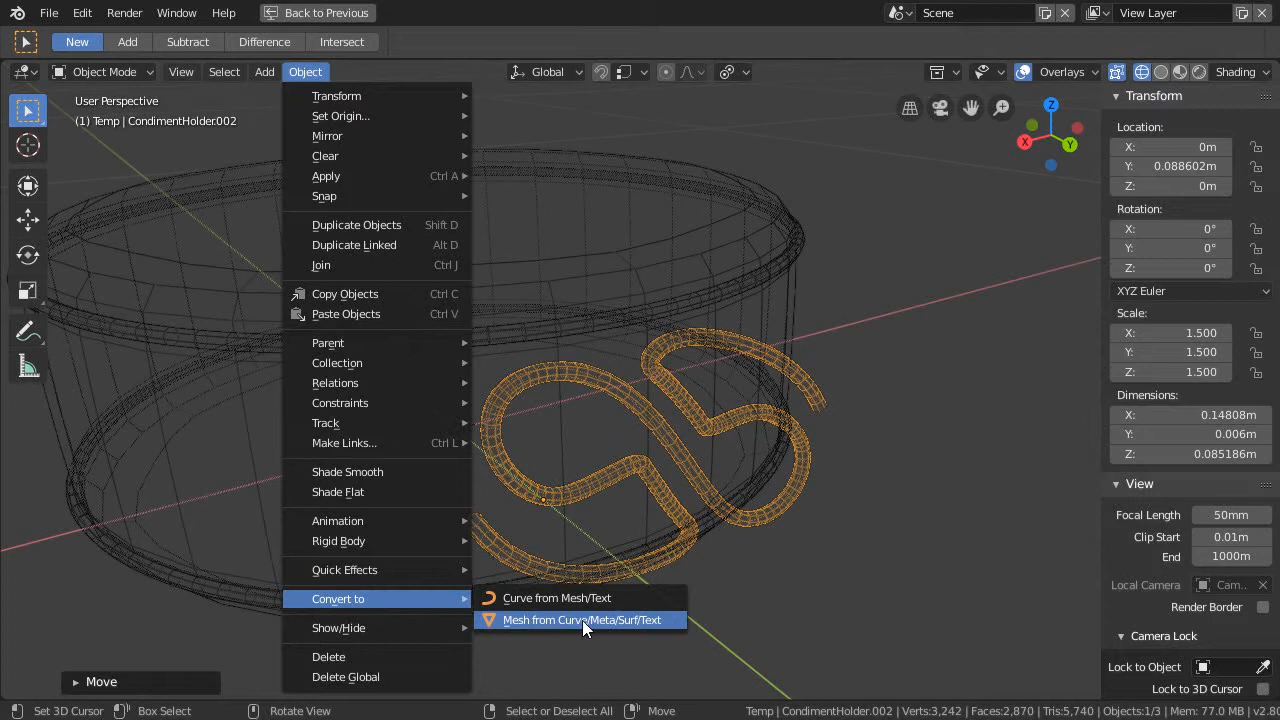 File Edit Render Window Help Back to Previous Scene View Layer
New Add Subtract Difference Intersect
Object Mode View Select Add Object Global Overlays Shading
User Perspective
(1) Temp | CondimentHolder.002
Transform
Set Origin...
Mirror
Clear
Apply Ctrl A
Snap
Duplicate Objects Shift D
Duplicate Linked Alt D
Join Ctrl J
Copy Objects Ctrl C
Paste Objects Ctrl V
Parent
Collection
Relations
Constraints
Track
Make Links... Ctrl L
Shade Smooth
Shade Flat
Animation
Rigid Body
Quick Effects
Convert to
Show/Hide
Delete
Delete Global
Curve from Mesh/Text
Mesh from Curve/Meta/Surf/Text
Z
X
Y
Transform
Location:
X: 0m
Y: 0.088602m
Z: 0m
Rotation:
X: 0°
Y: 0°
Z: 0°
XYZ Euler
Scale:
X: 1.500
Y: 1.500
Z: 1.500
Dimensions:
X: 0.14808m
Y: 0.006m
Z: 0.085186m
View
Focal Length 50mm
Clip Start 0.01m
End 1000m
Local Camera Cam...
Render Border
Camera Lock
Lock to Object
Lock to 3D Cursor
Move
Set 3D Cursor Box Select Rotate View Select or Deselect All Move Temp | CondimentHolder.002 | Verts:3,242 | Faces:2,870 | Tris:5,740 | Objects:1/3 | Mem: 77.0 MB | v2.80